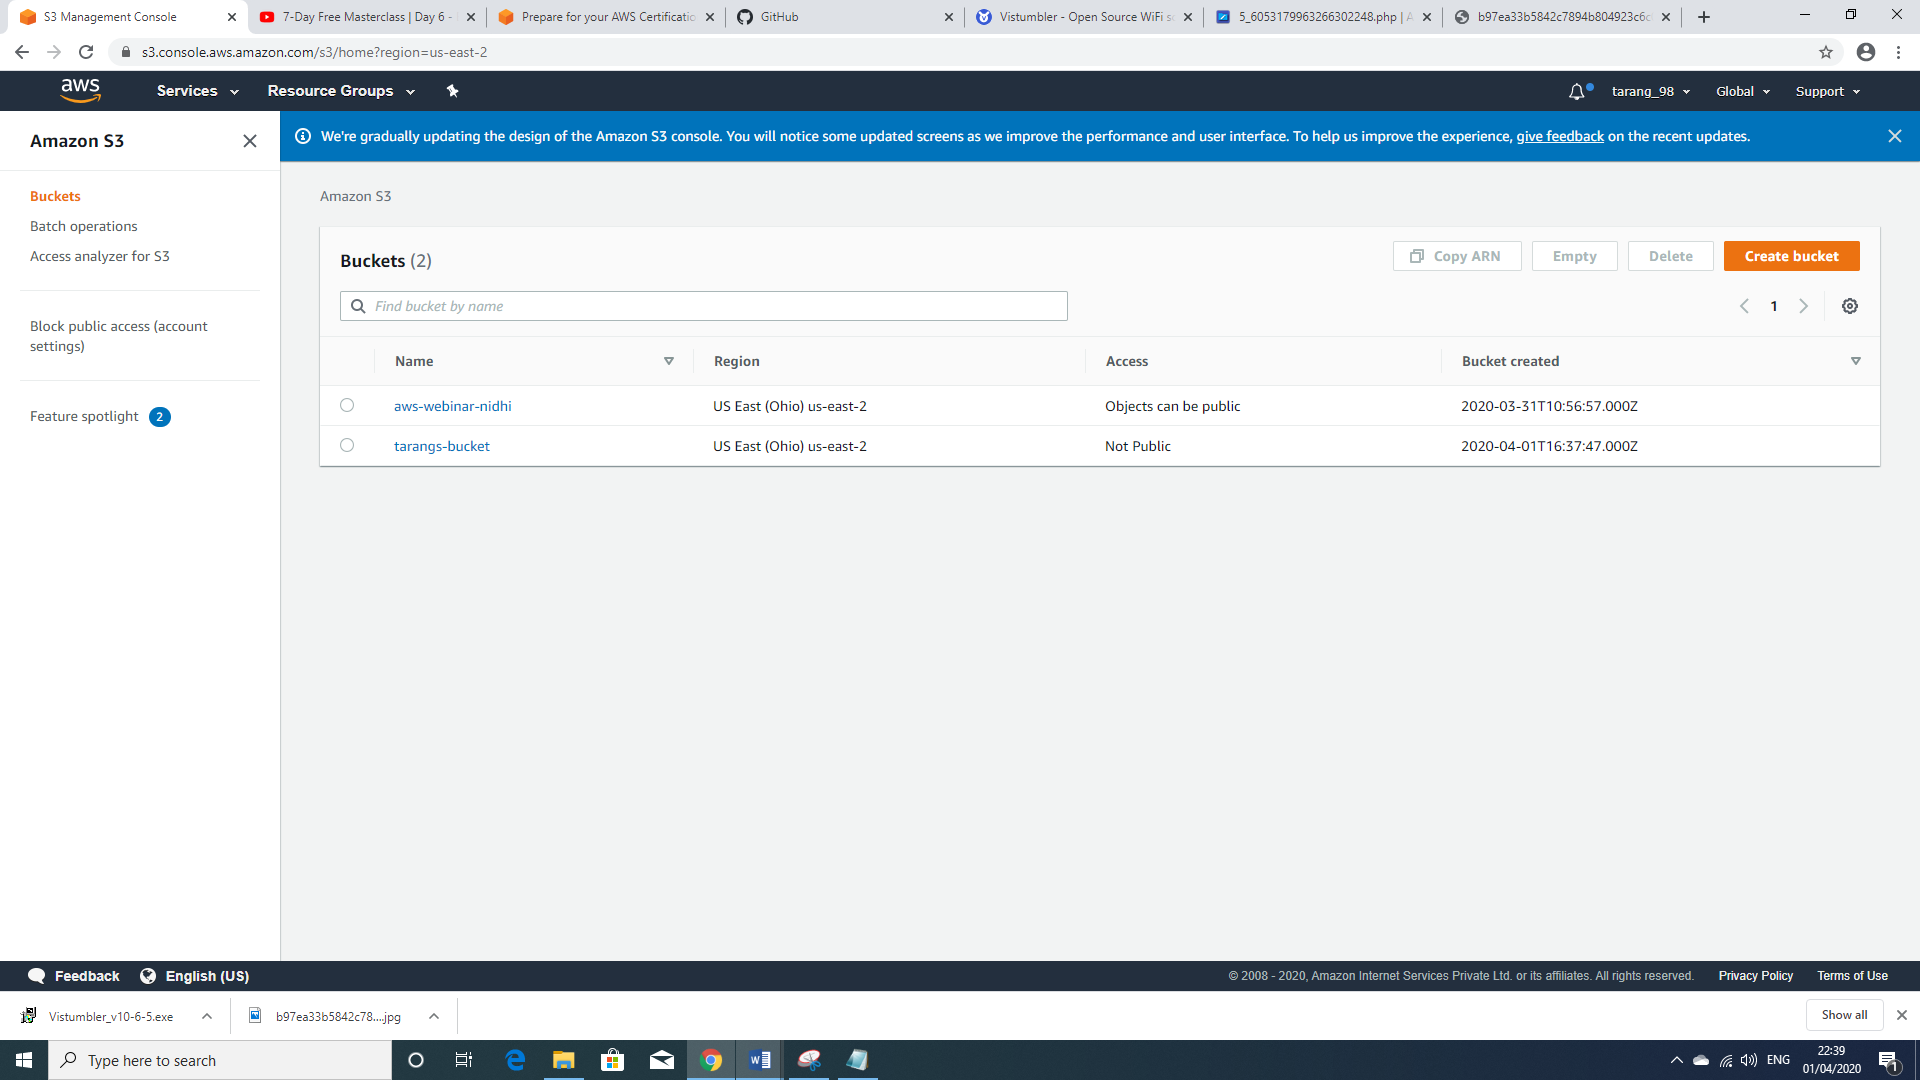 S3 Management Console
7-Day Free Masterclass | Day 6 -
Prepare for your AWS Certificatio
GitHub
Vistumbler - Open Source WiFi s
5_6053179963266302248.php | A
b97ea33b5842c7894b804923c6c
s3.console.aws.amazon.com/s3/home?region=us-east-2
aws
Services
Resource Groups
tarang_98
Global
Support
Amazon S3
We're gradually updating the design of the Amazon S3 console. You will notice some updated screens as we improve the performance and user interface. To help us improve the experience, give feedback on the recent updates.
Buckets
Batch operations
Access analyzer for S3
Block public access (account
settings)
Feature spotlight 2
Amazon S3
Buckets (2)
Copy ARN
Empty
Delete
Create bucket
Find bucket by name
1
Name Region Access Bucket created
aws-webinar-nidhi US East (Ohio) us-east-2 Objects can be public 2020-03-31T10:56:57.000Z
tarangs-bucket US East (Ohio) us-east-2 Not Public 2020-04-01T16:37:47.000Z
Feedback
English (US)
© 2008 - 2020, Amazon Internet Services Private Ltd. or its affiliates. All rights reserved.
Privacy Policy
Terms of Use
Vistumbler_v10-6-5.exe
b97ea33b5842c78....jpg
Show all
Type here to search
ENG
22:39
01/04/2020
1